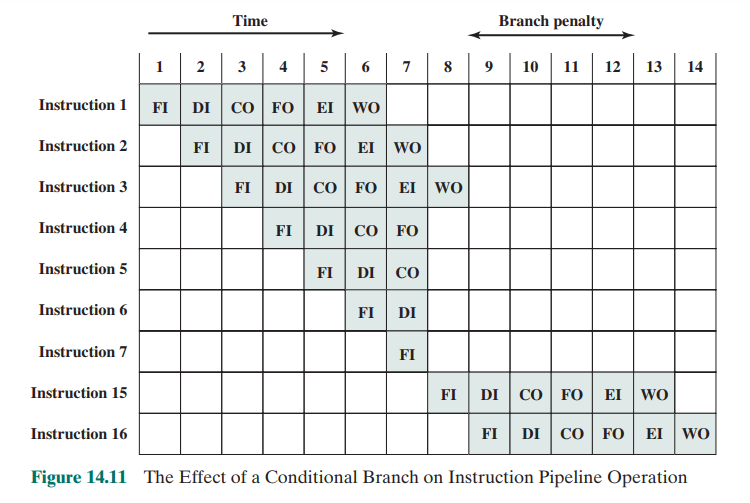 Time Branch penalty
1 2 3 4 5 6 7 8 9 10 11 12 13 14
Instruction 1 FI DI CO FO EI WO
Instruction 2 FI DI CO FO EI WO
Instruction 3 FI DI CO FO EI WO
Instruction 4 FI DI CO FO
Instruction 5 FI DI CO
Instruction 6 FI DI
Instruction 7 FI
Instruction 15 FI DI CO FO EI WO
Instruction 16 FI DI CO FO EI WO
Figure 14.11 The Effect of a Conditional Branch on Instruction Pipeline Operation